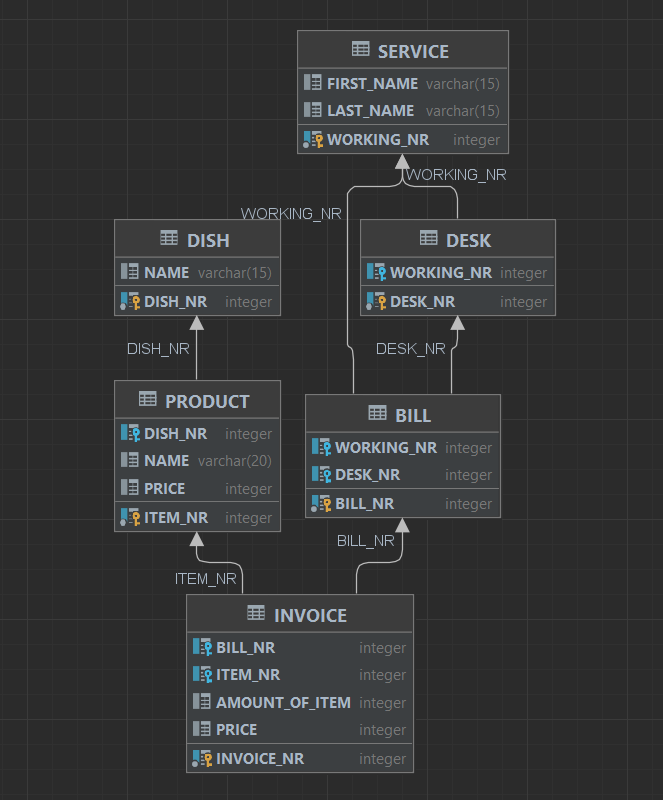 SERVICE
FIRST_NAME varchar(15)
LAST_NAME varchar(15)
WORKING_NR integer
WORKING_NR
WORKING_NR
DISH
NAME varchar(15)
DISH_NR integer
DESK
WORKING_NR integer
DESK_NR integer
DISH_NR
DESK_NR
PRODUCT
DISH_NR integer
NAME varchar(20)
PRICE integer
ITEM_NR integer
BILL
WORKING_NR integer
DESK_NR integer
BILL_NR integer
BILL_NR
ITEM_NR
INVOICE
BILL_NR integer
ITEM_NR integer
AMOUNT_OF_ITEM integer
PRICE integer
INVOICE_NR integer